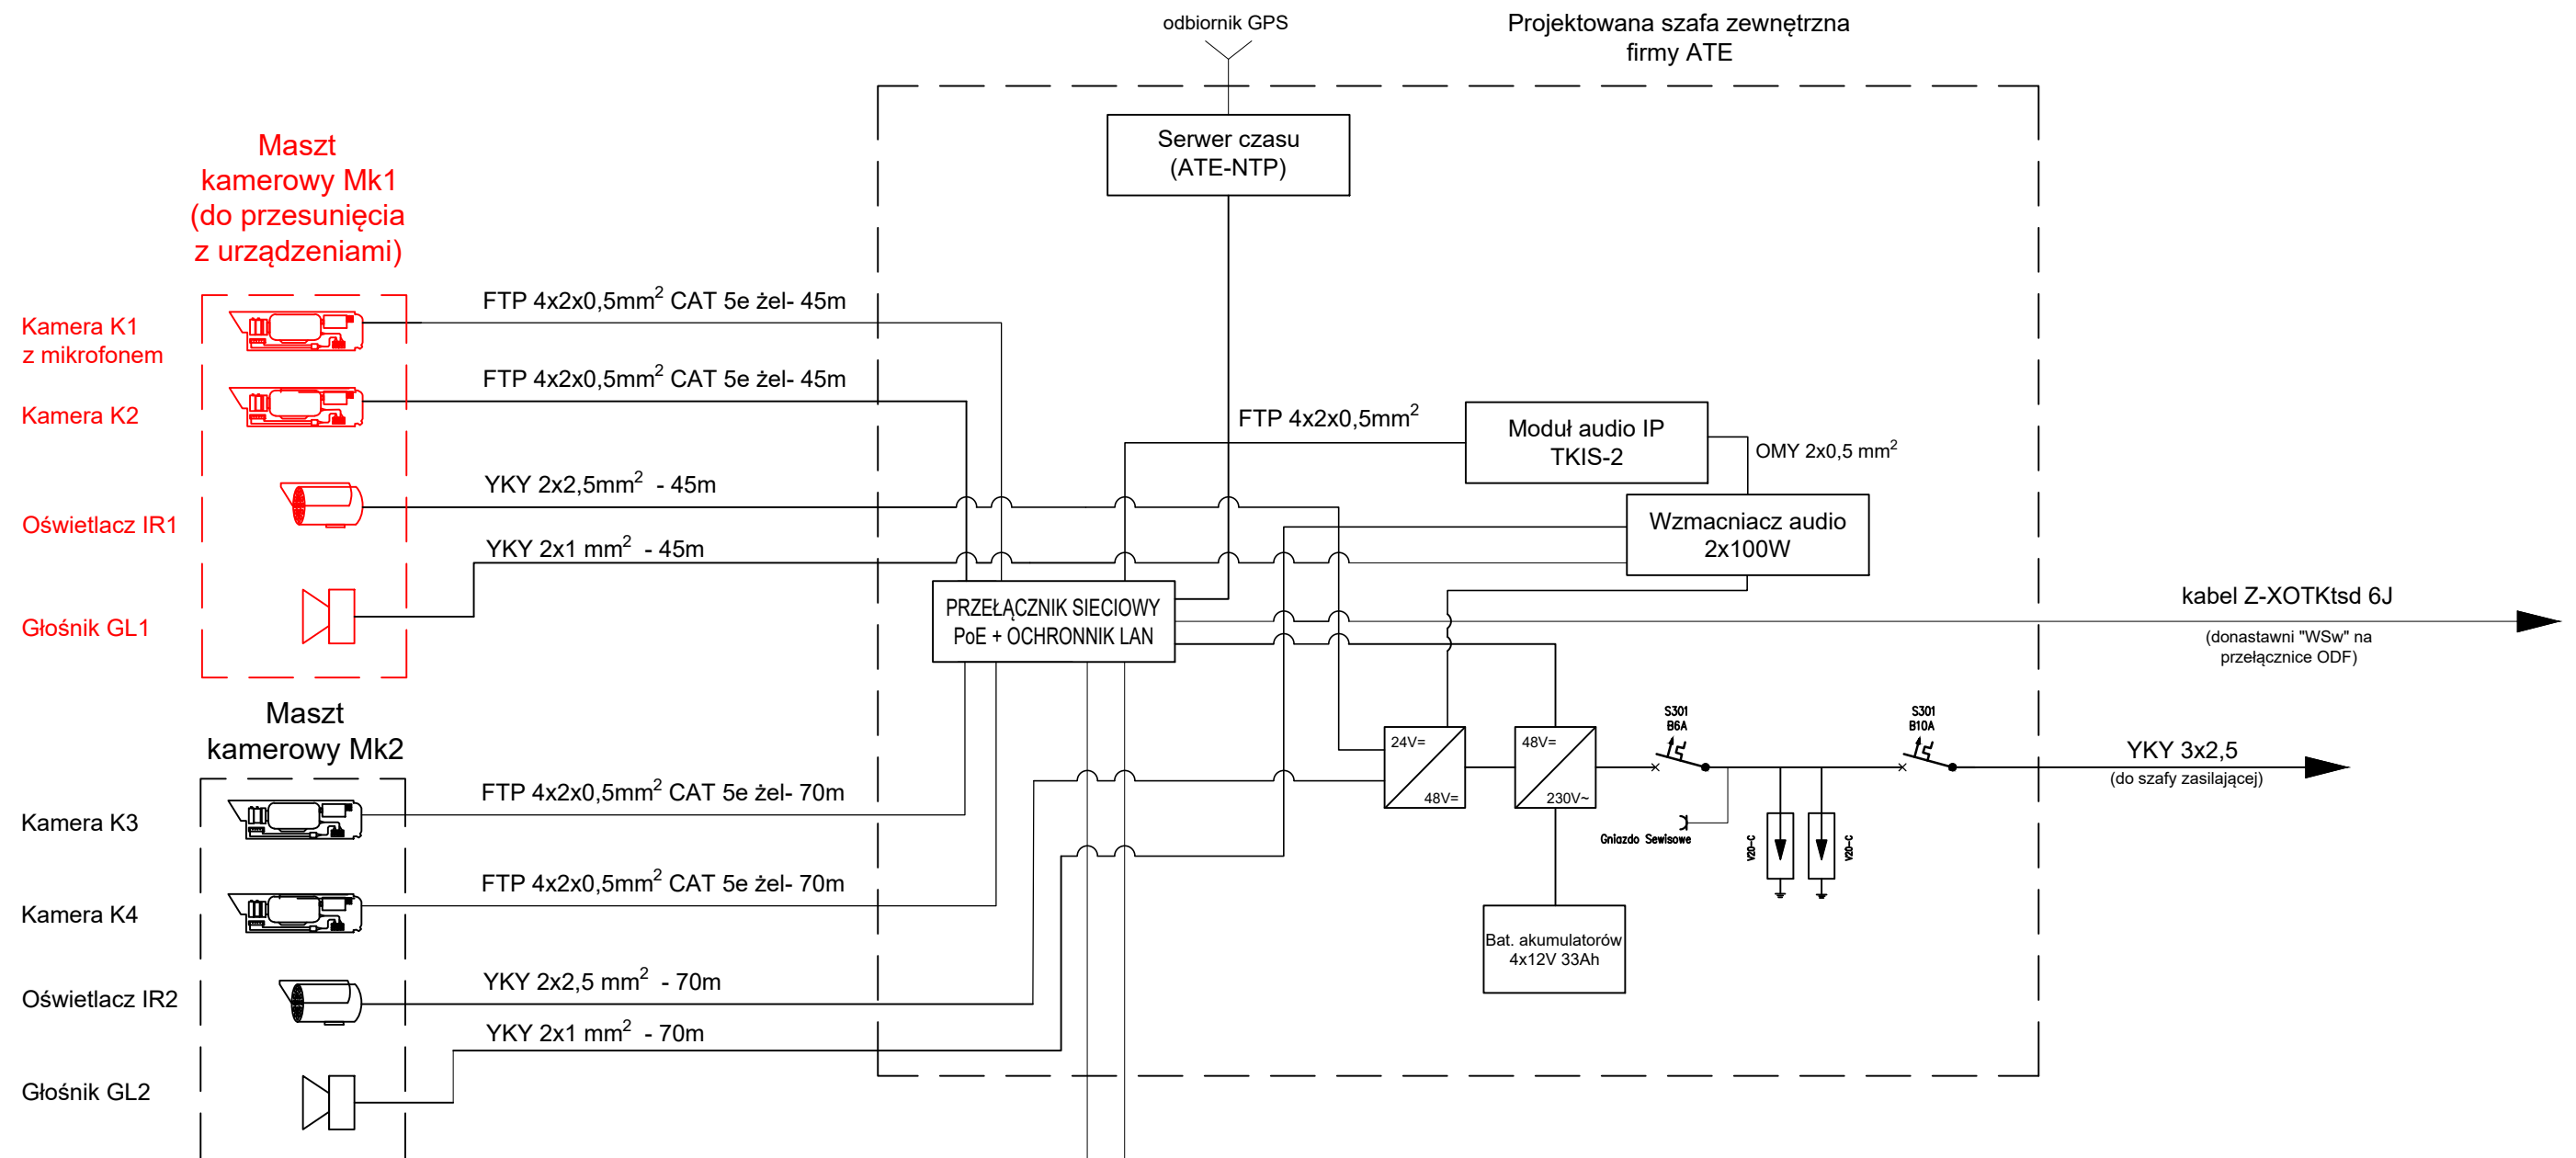 odbiornik GPS
Projektowana szafa zewnętrzna
firmy ATE
Serwer czasu
(ATE-NTP)
Maszt
kamerowy Mk1
(do przesunięcia
z urządzeniami)
Kamera K1
z mikrofonem
FTP 4x2x0,5mm² CAT 5e żel- 45m
Kamera K2
FTP 4x2x0,5mm² CAT 5e żel- 45m
Oświetlacz IR1
YKY 2x2,5mm² - 45m
Głośnik GL1
YKY 2x1 mm² - 45m
FTP 4x2x0,5mm²
Moduł audio IP
TKIS-2
OMY 2x0,5 mm²
Wzmacniacz audio
2x100W
PRZEŁĄCZNIK SIECIOWY
PoE + OCHRONNIK LAN
kabel Z-XOTKtsd 6J
(donastawni "WSw" na
przełącznice ODF)
Maszt
kamerowy Mk2
Kamera K3
FTP 4x2x0,5mm² CAT 5e żel- 70m
Kamera K4
FTP 4x2x0,5mm² CAT 5e żel- 70m
Oświetlacz IR2
YKY 2x2,5 mm² - 70m
Głośnik GL2
YKY 2x1 mm² - 70m
24V=
48V=
48V=
230V~
S301
B6A
S301
B10A
YKY 3x2,5
(do szafy zasilającej)
Gniazdo Sewisowe
V20-C
V20-C
Bat. akumulatorów
4x12V 33Ah